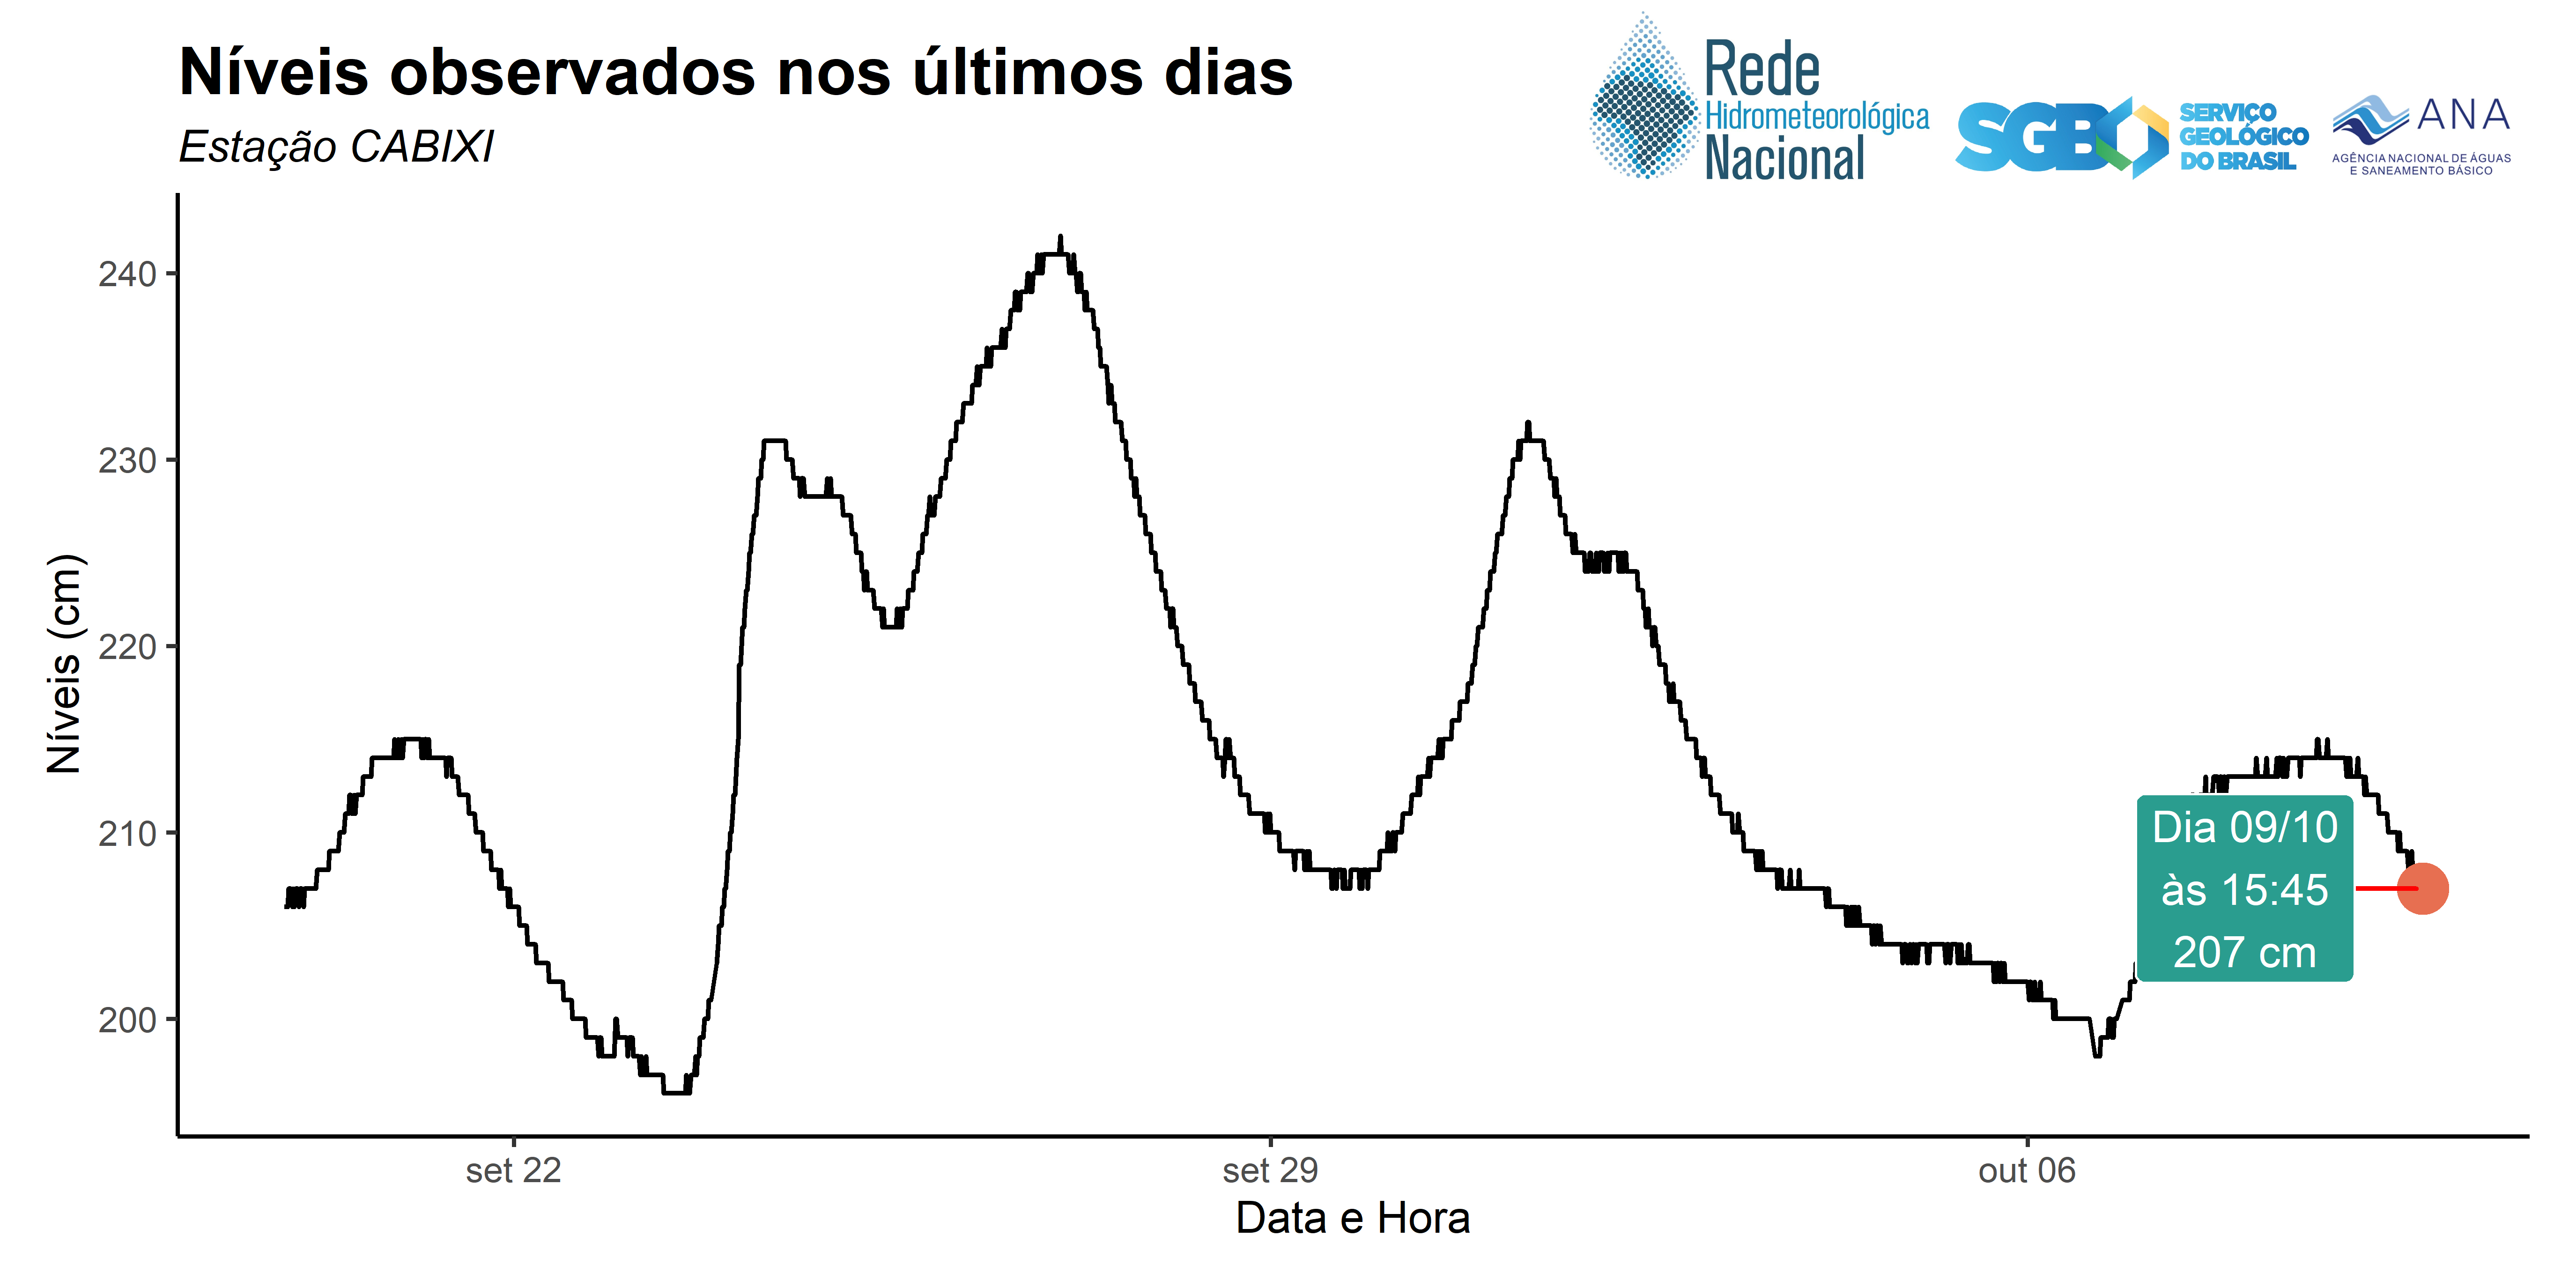 Níveis observados nos últimos dias
Estação CABIXI
Rede
Hidrometeorológica
Nacional
SGB
SERVIÇO
GEOLÓGICO
DO BRASIL
ANA
AGÊNCIA NACIONAL DE ÁGUAS
E SANEAMENTO BÁSICO
Níveis (cm)
240
230
220
210
200
Dia 09/10
às 15:45
207 cm
set 22
set 29
out 06
Data e Hora